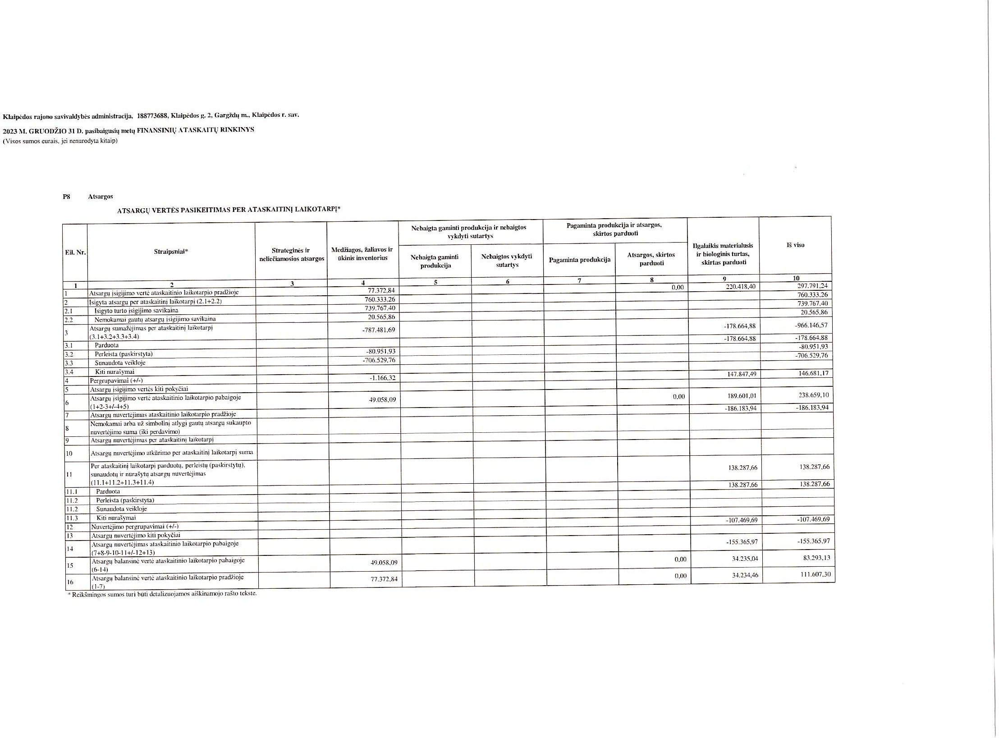 Klaipėdos rajono savivaldybės administracija, 188773688, Klaipėdos g. 2, Gargždų m., Klaipėdos r. sav.
2023 M. GRUODŽIO 31 D. pasibaigusių metų FINANSINIŲ ATASKAITŲ RINKINYS
(Visos sumos eurais, jei nenurodyta kitaip)
P8 Atsargos
ATSARGŲ VERTĖS PASIKEITIMAS PER ATASKAITINĮ LAIKOTARPĮ*
Eil. Nr.
Straipsniai*
Strateginės ir
neliečiamosios atsargos
Medžiagos, žaliavos ir
ūkinis inventorius
Nebaigta gaminti produkcija ir nebaigtos
vykdyti sutartys
Nebaigta gaminti
produkcija
Nebaigtos vykdyti
sutartys
Pagaminta produkcija ir atsargos,
skirtos parduoti
Pagaminta produkcija
Atsargos, skirtos
parduoti
Ilgalaikis materialusis
ir biologinis turtas,
skirtas parduoti
Iš viso
1 2 3 4 5 6 7 8 9 10
1 Atsargų įsigijimo vertė ataskaitinio laikotarpio pradžioje 77.372,84 0,00 220.418,40 297.791,24
2 Įsigyta atsargų per ataskaitinį laikotarpį (2.1+2.2) 760.333,26 760.333,26
2.1 Įsigyto turto įsigijimo savikaina 739.767,40 739.767,40
2.2 Nemokamai gautų atsargų įsigijimo savikaina 20.565,86 20.565,86
3 Atsargų sumažėjimas per ataskaitinį laikotarpį
(3.1+3.2+3.3+3.4) -787.481,69 -178.664,88 -966.146,57
3.1 Parduota -178.664,88 -178.664,88
3.2 Perleista (paskirstyta) -80.951,93 -80.951,93
3.3 Sunaudota veikloje -706.529,76 -706.529,76
3.4 Kiti nurašymai
4 Pergrupavimai (+/-) -1.166,32 147.847,49 146.681,17
5 Atsargų įsigijimo vertės kiti pokyčiai
6 Atsargų įsigijimo vertė ataskaitinio laikotarpio pabaigoje
(1+2-3+/-4+5) 49.058,09 0,00 189.601,01 238.659,10
7 Atsargų nuvertėjimas ataskaitinio laikotarpio pradžioje -186.183,94 -186.183,94
8 Nemokamai arba už simbolinį atlygį gautų atsargų sukaupto
nuvertėjimo suma (iki perdavimo)
9 Atsargų nuvertėjimas per ataskaitinį laikotarpį
10 Atsargų nuvertėjimo atkūrimo per ataskaitinį laikotarpį suma
11 Per ataskaitinį laikotarpį parduotų, perleistų (paskirstytų),
sunaudotų ir nurašytų atsargų nuvertėjimas
(11.1+11.2+11.3+11.4) 138.287,66 138.287,66
11.1 Parduota 138.287,66 138.287,66
11.2 Perleista (paskirstyta)
11.2 Sunaudota veikloje
11.3 Kiti nurašymai
12 Nuvertėjimo pergrupavimai (+/-) -107.469,69 -107.469,69
13 Atsargų nuvertėjimo kiti pokyčiai
14 Atsargų nuvertėjimas ataskaitinio laikotarpio pabaigoje
(7+8-9-10-11+/-12+13) -155.365,97 -155.365,97
15 Atsargų balansinė vertė ataskaitinio laikotarpio pabaigoje
(6-14) 49.058,09 0,00 34.235,04 83.293,13
16 Atsargų balansinė vertė ataskaitinio laikotarpio pradžioje
(1-7) 77.372,84 0,00 34.234,46 111.607,30
* Reikšmingos sumos turi būti detalizuojamos aiškinamojo rašto tekste.